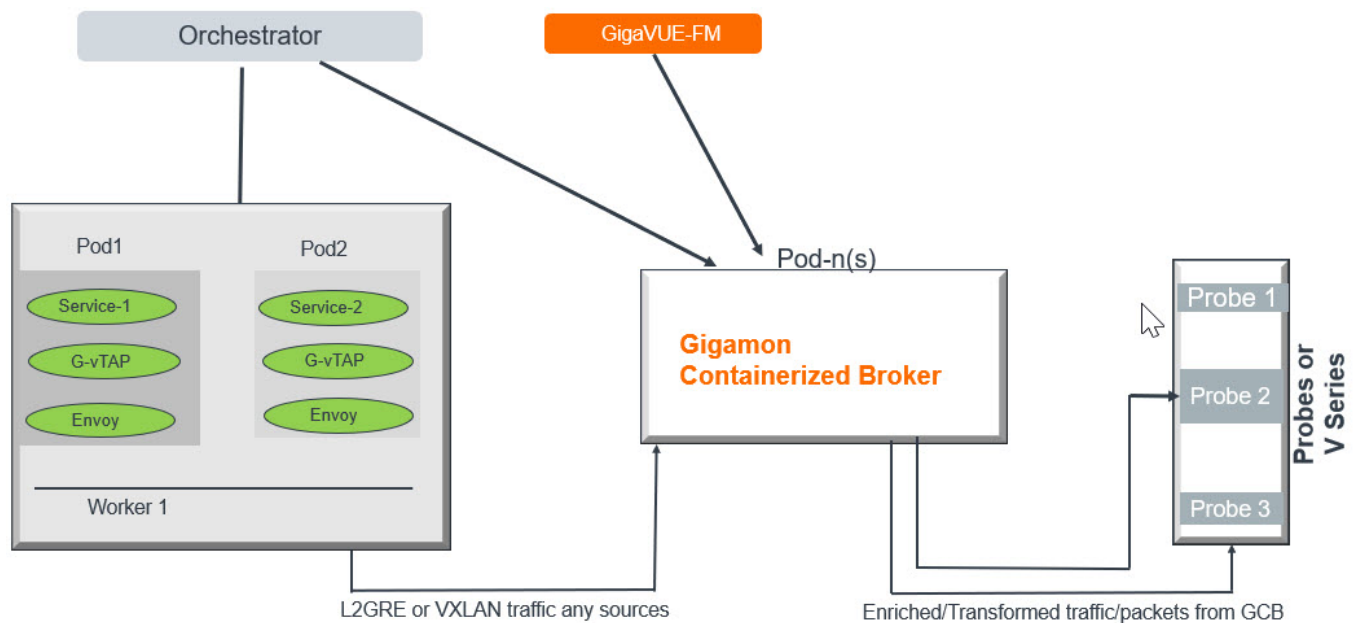 Orchestrator
GigaVUE-FM
Pod1
Pod2
Service-1
G-vTAP
Envoy
Service-2
G-vTAP
Envoy
Worker 1
Pod-n(s)
Gigamon
Containerized Broker
Probe 1
Probe 2
Probe 3
Probes or
V Series
L2GRE or VXLAN traffic any sources
Enriched/Transformed traffic/packets from GCB